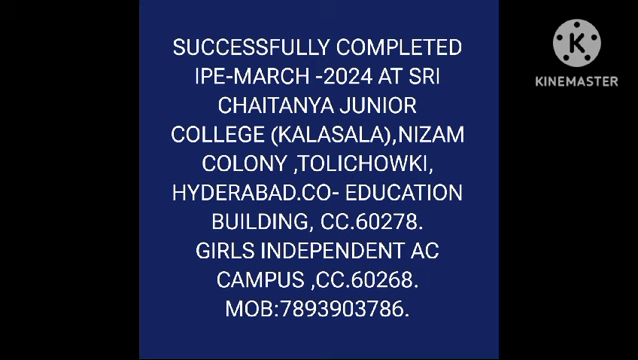 SUCCESSFULLY COMPLETED
IPE-MARCH -2024 AT SRI
CHAITANYA JUNIOR
COLLEGE (KALASALA),NIZAM
COLONY ,TOLICHOWKI,
HYDERABAD.CO- EDUCATION
BUILDING, CC.60278.
GIRLS INDEPENDENT AC
CAMPUS ,CC.60268.
MOB:7893903786.
K
KINEMASTER